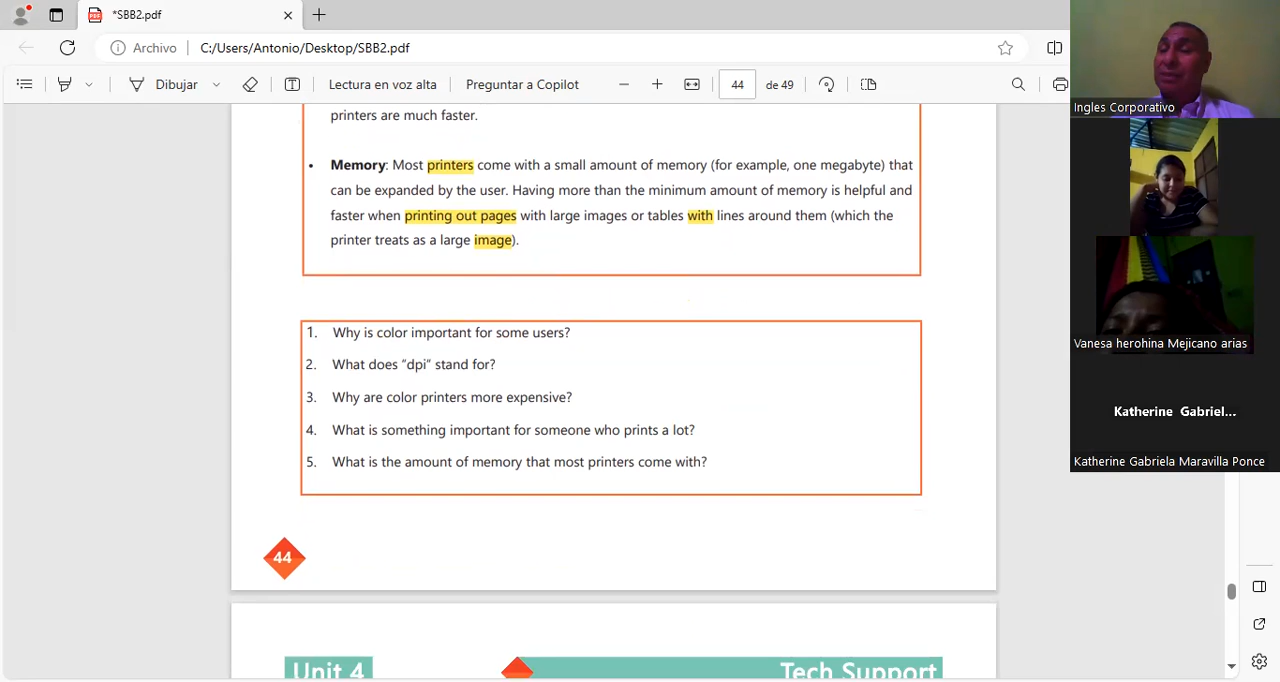 *SBB2.pdf
Archivo
C:/Users/Antonio/Desktop/SBB2.pdf
Dibujar
Lectura en voz alta
Preguntar a Copilot
44
de 49
printers are much faster.
• Memory: Most printers come with a small amount of memory (for example, one megabyte) that
can be expanded by the user. Having more than the minimum amount of memory is helpful and
faster when printing out pages with large images or tables with lines around them (which the
printer treats as a large image).
1. Why is color important for some users?
2. What does “dpi” stand for?
3. Why are color printers more expensive?
4. What is something important for someone who prints a lot?
5. What is the amount of memory that most printers come with?
44
Unit 4
Tech Support
Ingles Corporativo
Vanesa herohina Mejicano arias
Katherine Gabriel...
Katherine Gabriela Maravilla Ponce